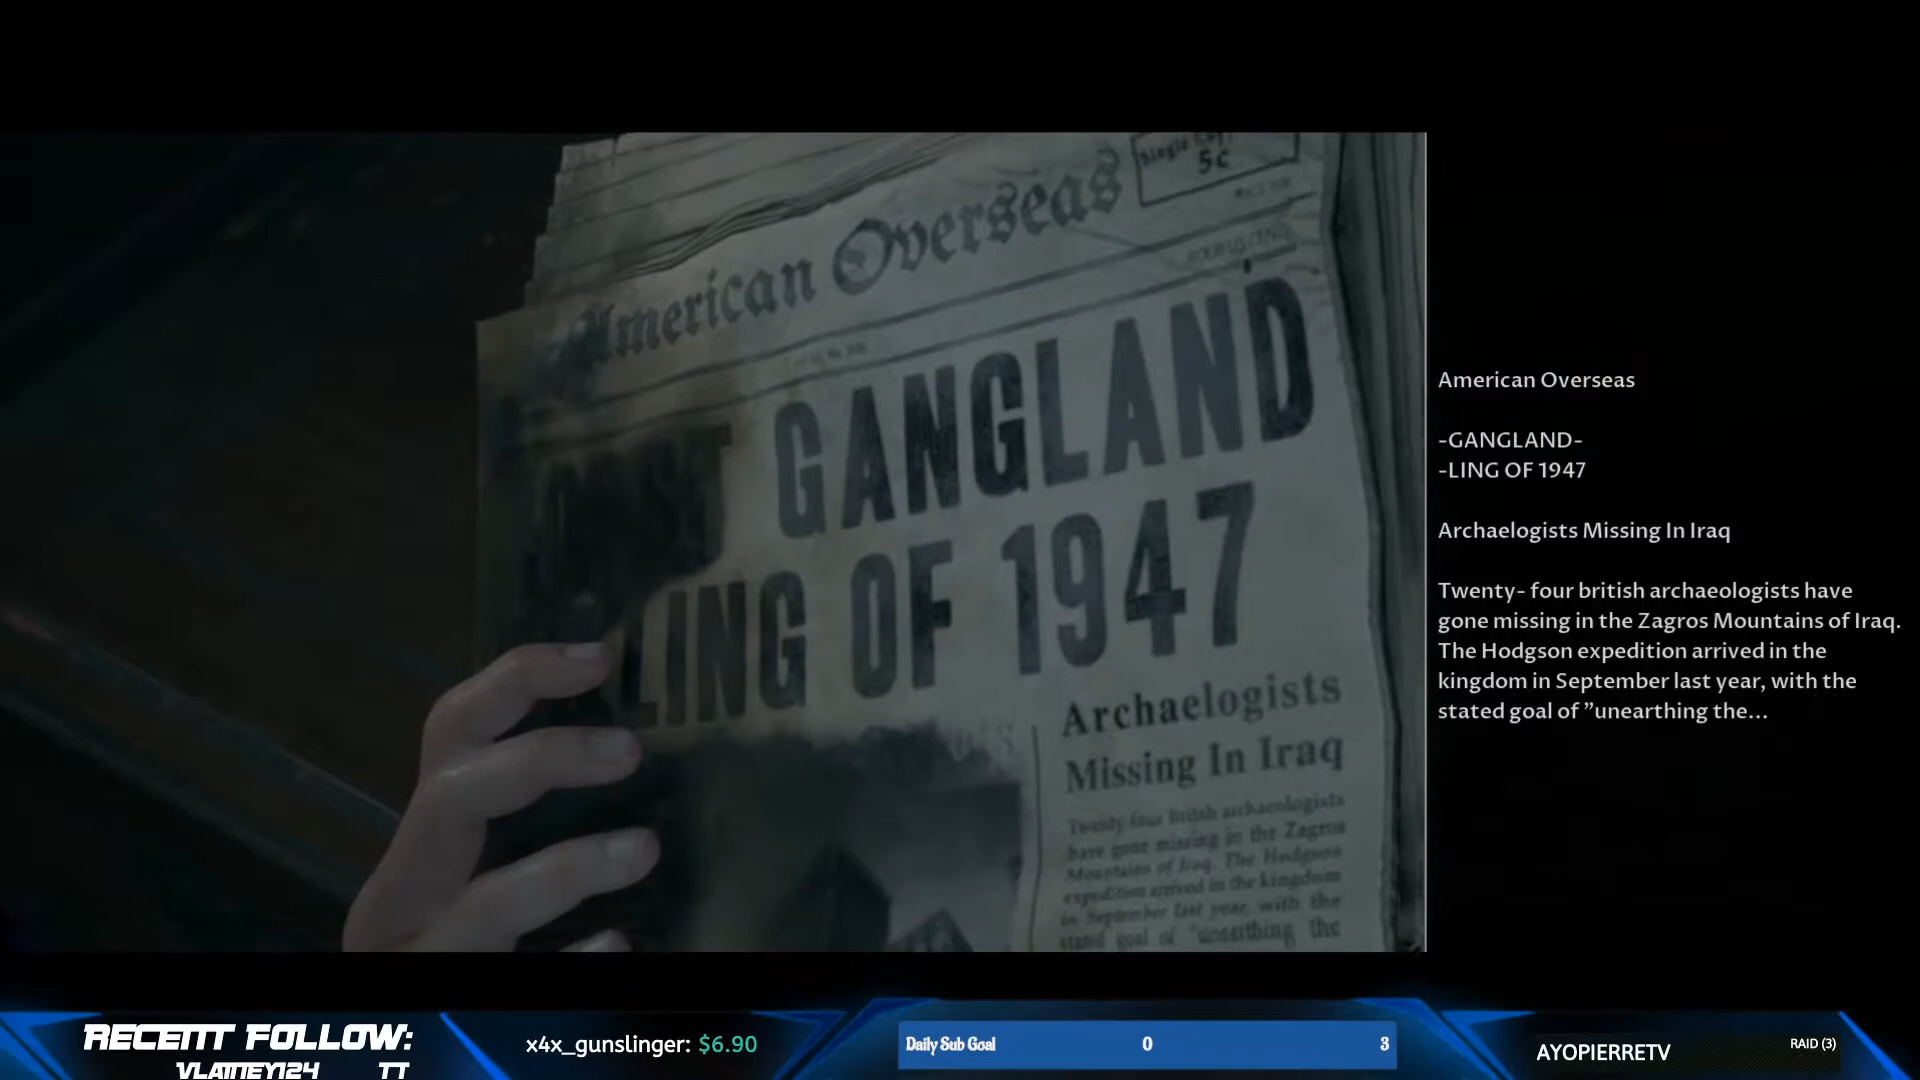 Single Copy
5c
American Overseas
GANGLAND
LING OF 1947
Archaelogists
Missing In Iraq
Twenty-four British archaeologists
have gone missing in the Zagros
Mountains of Iraq. The Hodgson
expedition arrived in the kingdom
in September last year, with the
stated goal of "unearthing the
American Overseas
-GANGLAND-
-LING OF 1947
Archaelogists Missing In Iraq
Twenty- four british archaeologists have
gone missing in the Zagros Mountains of Iraq.
The Hodgson expedition arrived in the
kingdom in September last year, with the
stated goal of "unearthing the...
RECENT FOLLOW:
x4x_gunslinger: $6.90
Daily Sub Goal 0 3
AYOPIERRETV
RAID (3)